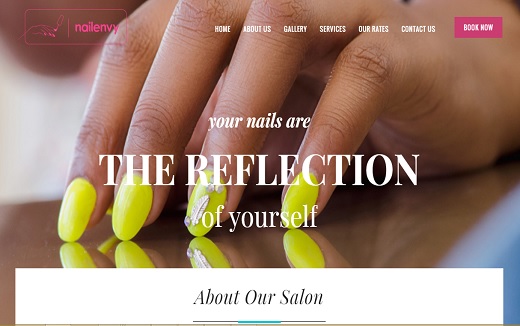 nailenvy
HOME ABOUT US GALLERY SERVICES OUR RATES CONTACT US BOOK NOW
your nails are
THE REFLECTION
of yourself
About Our Salon